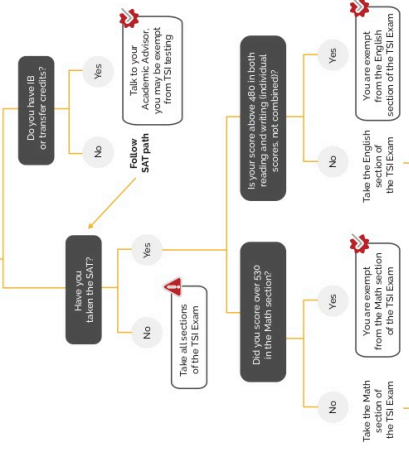 Do you have IB
or transfer credits?
No
Yes
Talk to your
Academic Advisor,
you may be exempt
from TSI testing
Follow
SAT path
Have you
taken the SAT?
No
Yes
Take all sections
of the TSI Exam
Did you score over 530
in the Math section?
No
Yes
Take the Math
section of
the TSI Exam
You are exempt
from the Math section
of the TSI Exam
Is your score above 480 in both
reading and writing (individual
scores, not combined)?
No
Yes
Take the English
section of
the TSI Exam
You are exempt
from the English
section of the TSI Exam